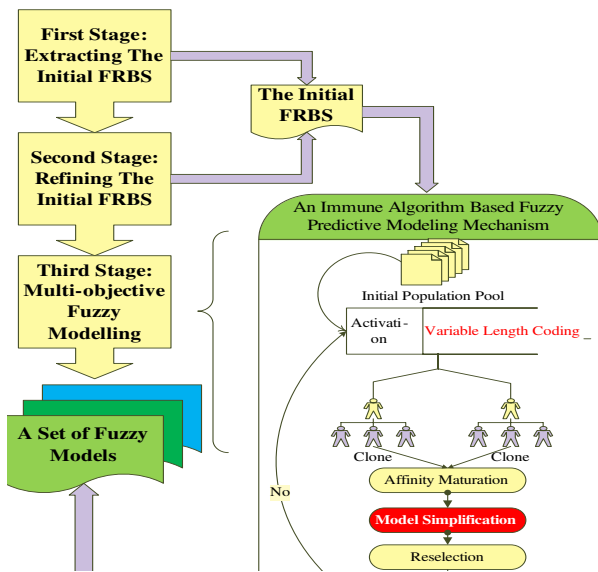 First Stage:
Extracting The
Initial FRBS
The Initial
FRBS
Second Stage:
Refining The
Initial FRBS
Third Stage:
Multi-objective
Fuzzy
Modelling
A Set of Fuzzy
Models
An Immune Algorithm Based Fuzzy
Predictive Modeling Mechanism
Initial Population Pool
Activati-
on
Variable Length Coding
Clone
Clone
No
Affinity Maturation
Model Simplification
Reselection